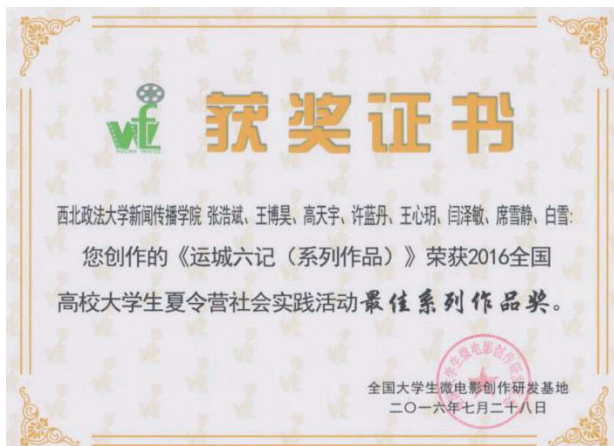 获奖证书
西北政法大学新闻传播学院 张浩斌、王博昊、高天宇、许蓝丹、王心玥、闫泽敏、席雪静、白雪:
您创作的《运城六记（系列作品）》荣获2016全国
高校大学生夏令营社会实践活动最佳系列作品奖。
全国大学生微电影创作研发基地
二〇一六年七月二十八日